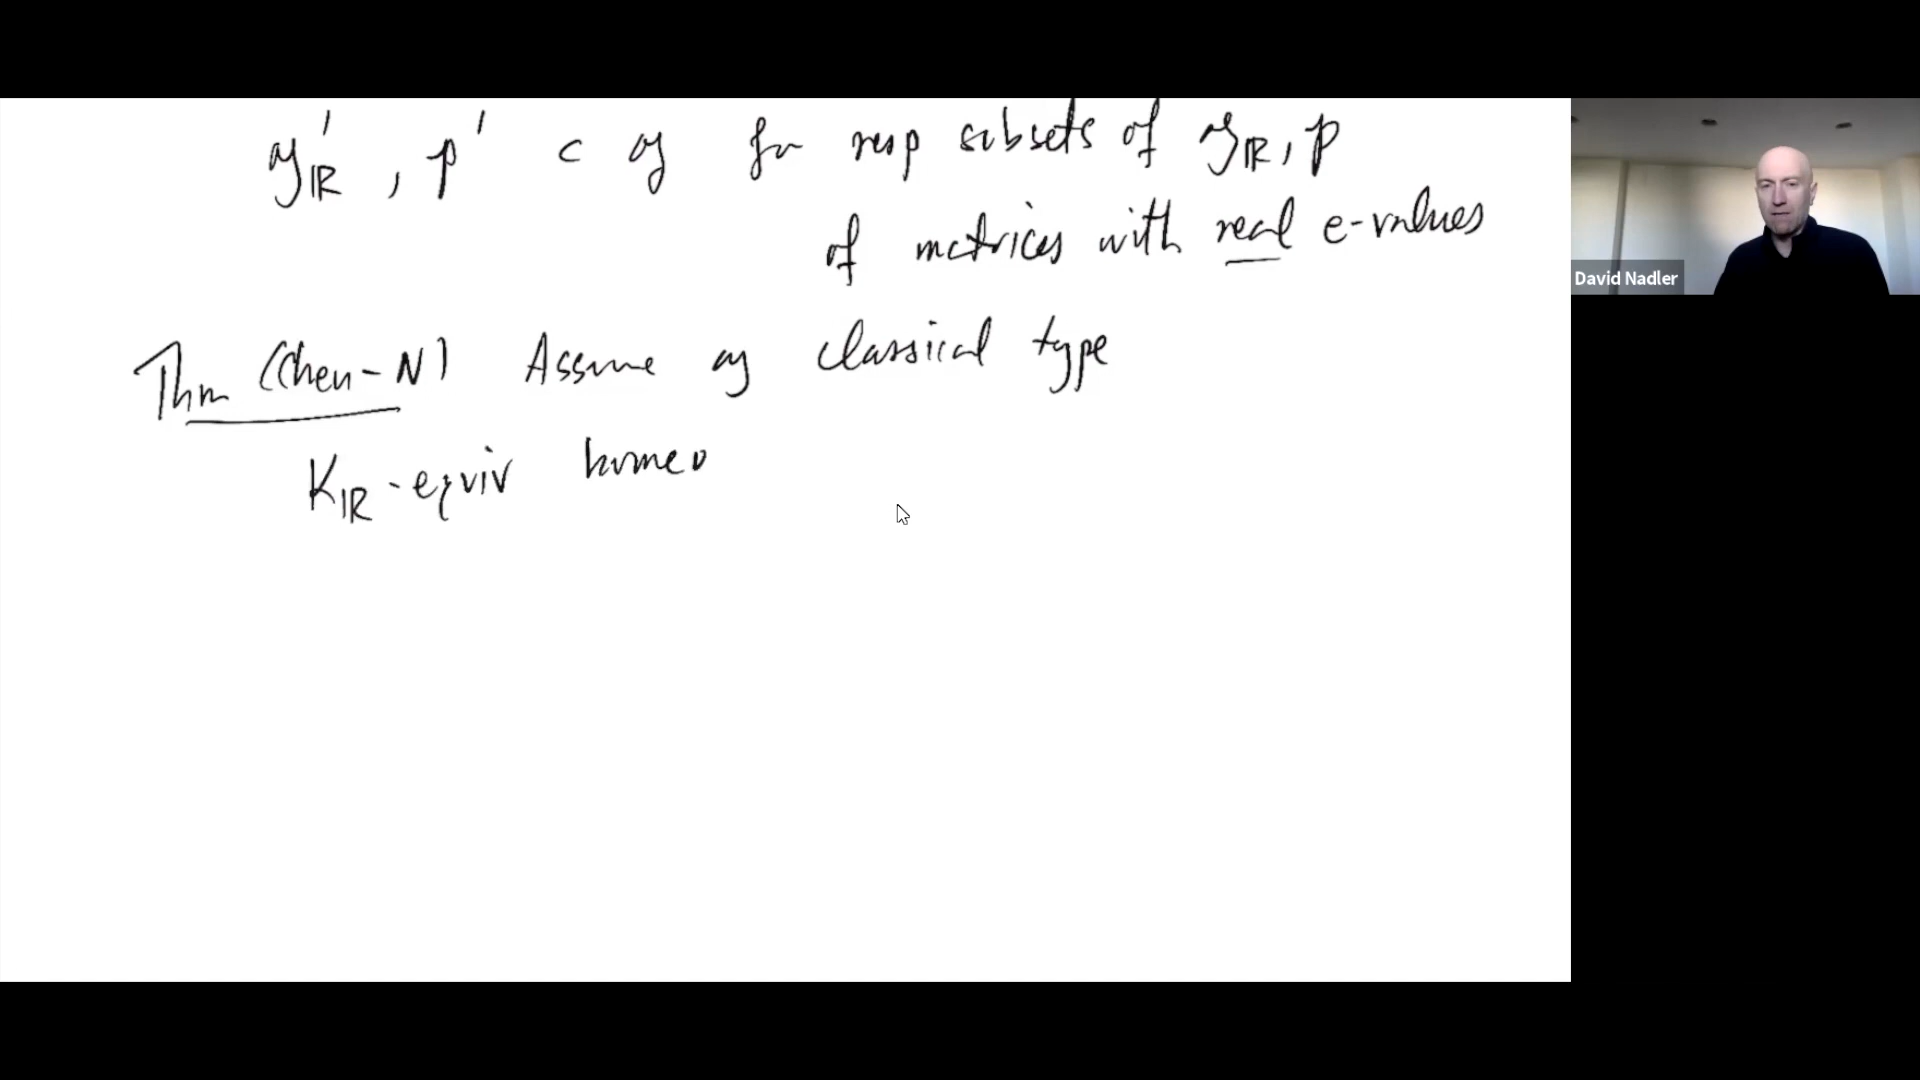 𝔤'_ℝ , 𝔭' ⊂ 𝔤 for resp subsets of 𝔤_ℝ, 𝔭
of matrices with real e-values
Thm (Chen-N) Assume 𝔤 classical type
K_ℝ-equiv homeo
David Nadler